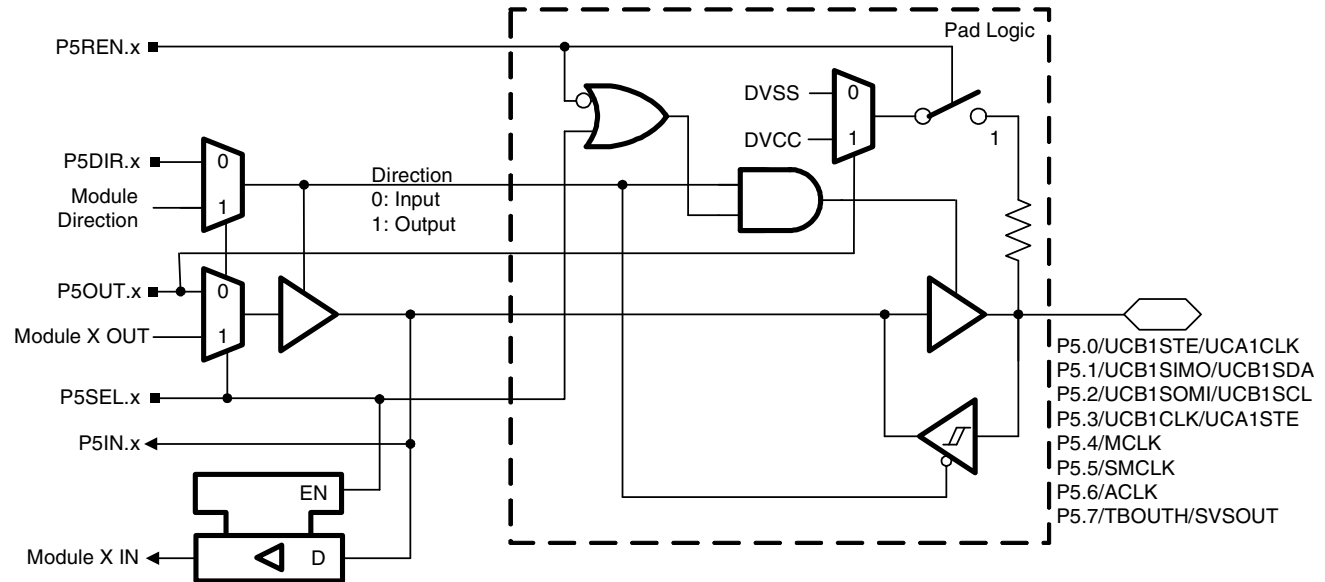 Pad Logic
P5REN.x
DVSS
0
DVCC
1
1
P5DIR.x
0
Module
Direction
1
Direction
0: Input
1: Output
P5OUT.x
0
Module X OUT
1
P5SEL.x
P5IN.x
EN
Module X IN
D
P5.0/UCB1STE/UCA1CLK
P5.1/UCB1SIMO/UCB1SDA
P5.2/UCB1SOMI/UCB1SCL
P5.3/UCB1CLK/UCA1STE
P5.4/MCLK
P5.5/SMCLK
P5.6/ACLK
P5.7/TBOUTH/SVSOUT